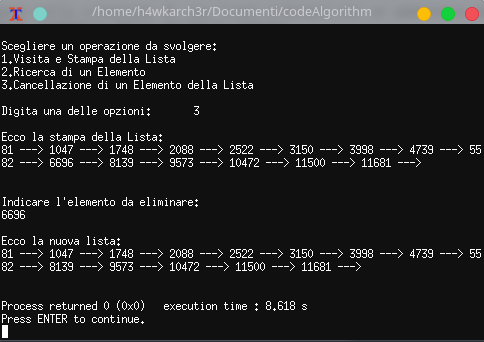 /home/h4wkarch3r/Documenti/codeAlgorithm
Scegliere un operazione da svolgere:
1.Visita e Stampa della Lista
2.Ricerca di un Elemento
3.Cancellazione di un Elemento della Lista
Digita una delle opzioni: 3
Ecco la stampa della Lista:
81 ---> 1047 ---> 1748 ---> 2088 ---> 2522 ---> 3150 ---> 3998 ---> 4739 ---> 55
82 ---> 6696 ---> 8139 ---> 9573 ---> 10472 ---> 11500 ---> 11681 --->
Indicare l'elemento da eliminare:
6696
Ecco la nuova lista:
81 ---> 1047 ---> 1748 ---> 2088 ---> 2522 ---> 3150 ---> 3998 ---> 4739 ---> 55
82 ---> 8139 ---> 9573 ---> 10472 ---> 11500 ---> 11681 --->
Process returned 0 (0x0) execution time : 8.618 s
Press ENTER to continue.